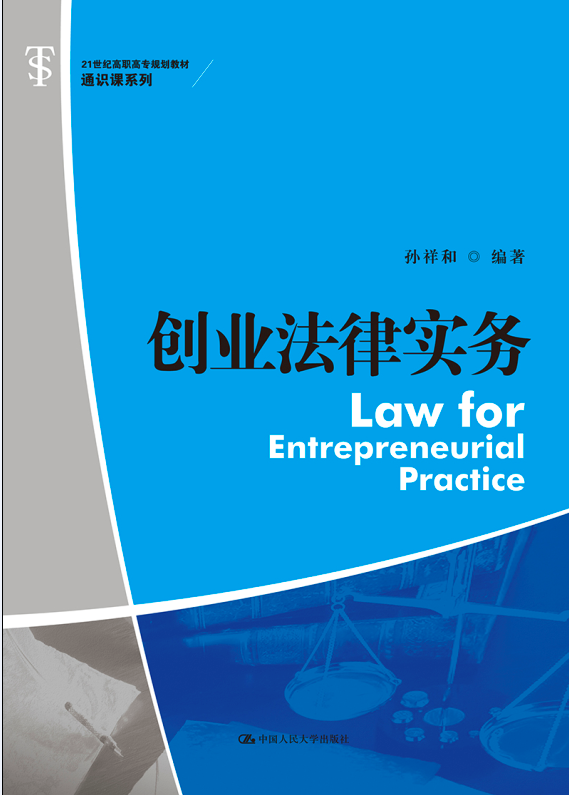 TS
21世纪高职高专规划教材
通识课系列
孙祥和 ◎ 编著
创业法律实务
Law for
Entrepreneurial
Practice
中国人民大学出版社